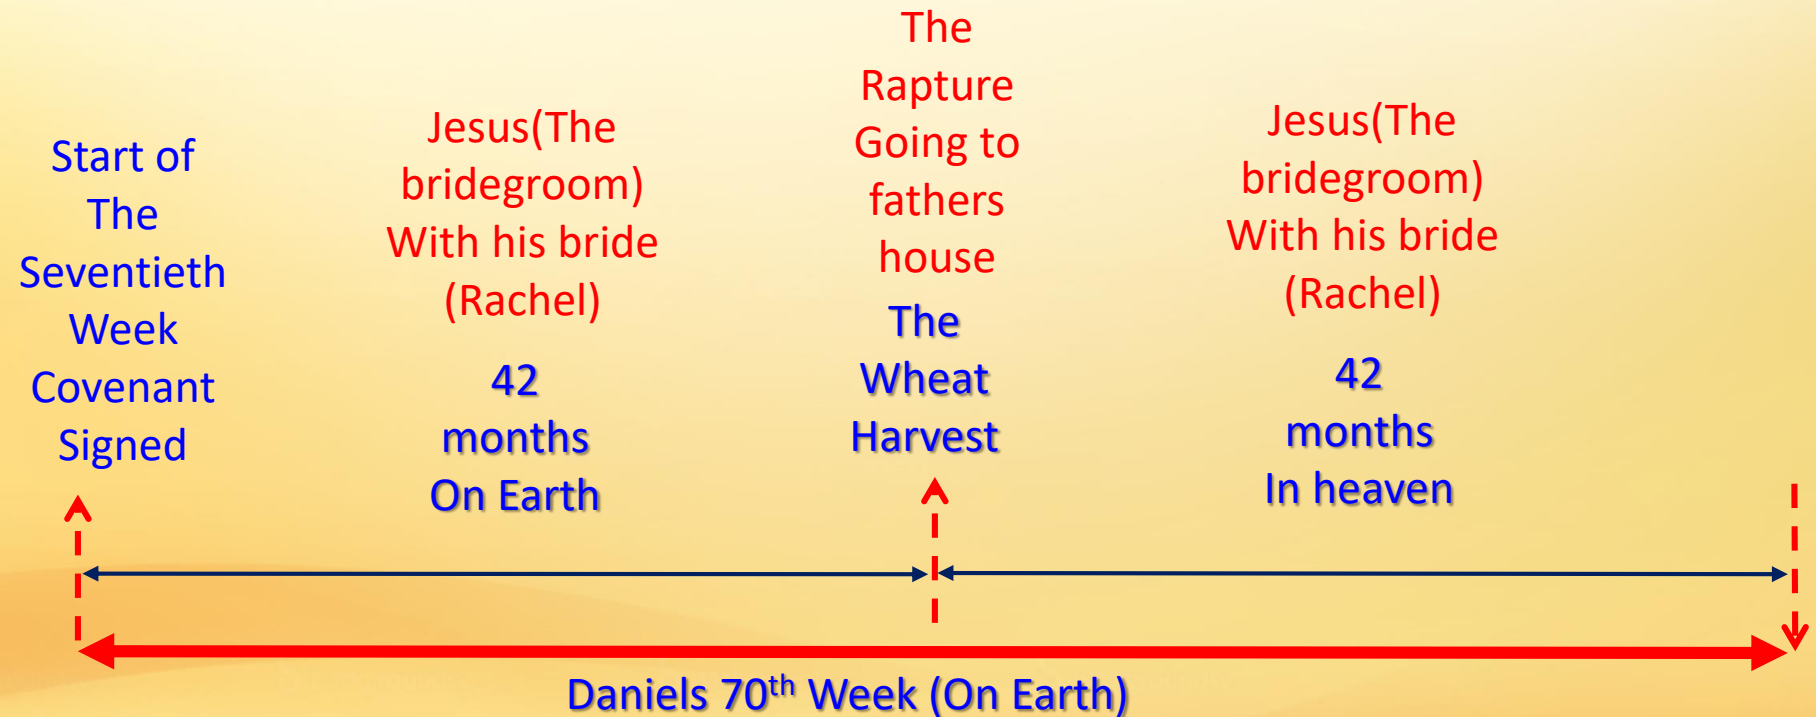 Start of
The
Seventieth
Week
Covenant
Signed
Jesus(The
bridegroom)
With his bride
(Rachel)
42
months
On Earth
The
Rapture
Going to
fathers
house
The
Wheat
Harvest
Jesus(The
bridegroom)
With his bride
(Rachel)
42
months
In heaven
Daniels 70th Week (On Earth)